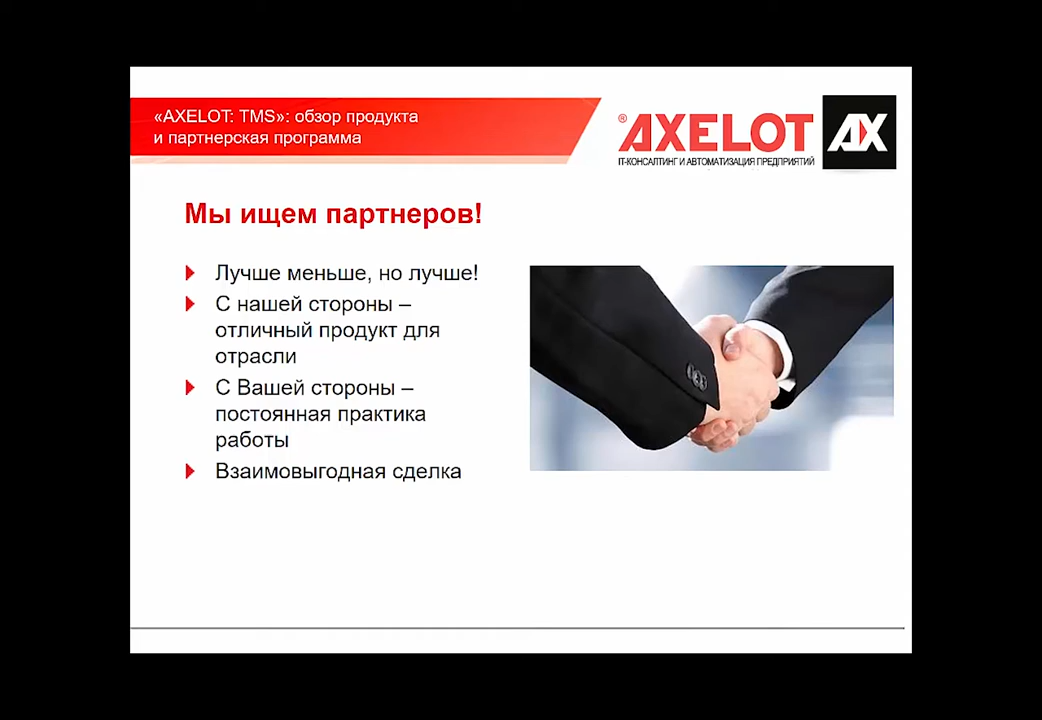 «AXELOT: TMS»: обзор продукта
и партнерская программа
® AXELOT AX
IT-КОНСАЛТИНГ И АВТОМАТИЗАЦИЯ ПРЕДПРИЯТИЙ
Мы ищем партнеров!
Лучше меньше, но лучше!
С нашей стороны –
отличный продукт для
отрасли
С Вашей стороны –
постоянная практика
работы
Взаимовыгодная сделка